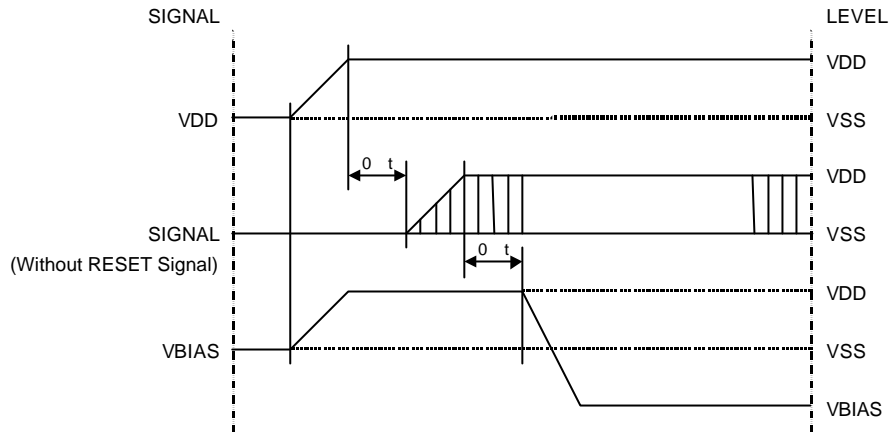 SIGNAL LEVEL
VDD
VDD VSS
0 t
VDD
SIGNAL VSS
(Without RESET Signal)
0 t
VDD
VBIAS VSS
VBIAS